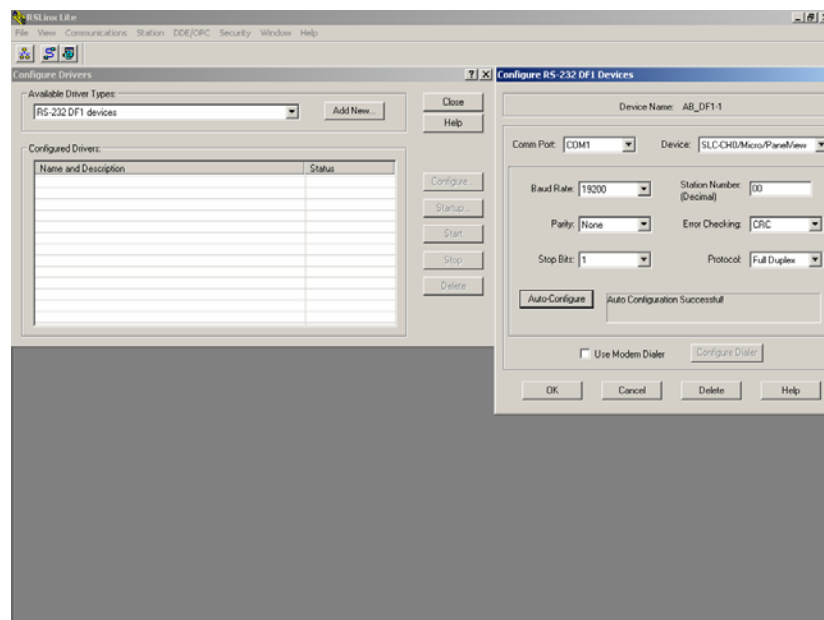 RSLinx Lite
File View Communications Station DDE/OPC Security Window Help
Configure Drivers
Available Driver Types:
RS-232 DF1 devices
Add New...
Close
Help
Configured Drivers:
Name and Description Status
Configure...
Startup...
Start
Stop
Delete
Configure RS-232 DF1 Devices
Device Name: AB_DF1-1
Comm Port: COM1 Device: SLC-CH0/Micro/PanelView
Baud Rate: 19200 Station Number: 00
(Decimal)
Parity: None Error Checking: CRC
Stop Bits: 1 Protocol: Full Duplex
Auto-Configure Auto Configuration Successful!
Use Modem Dialer Configure Dialer
OK Cancel Delete Help